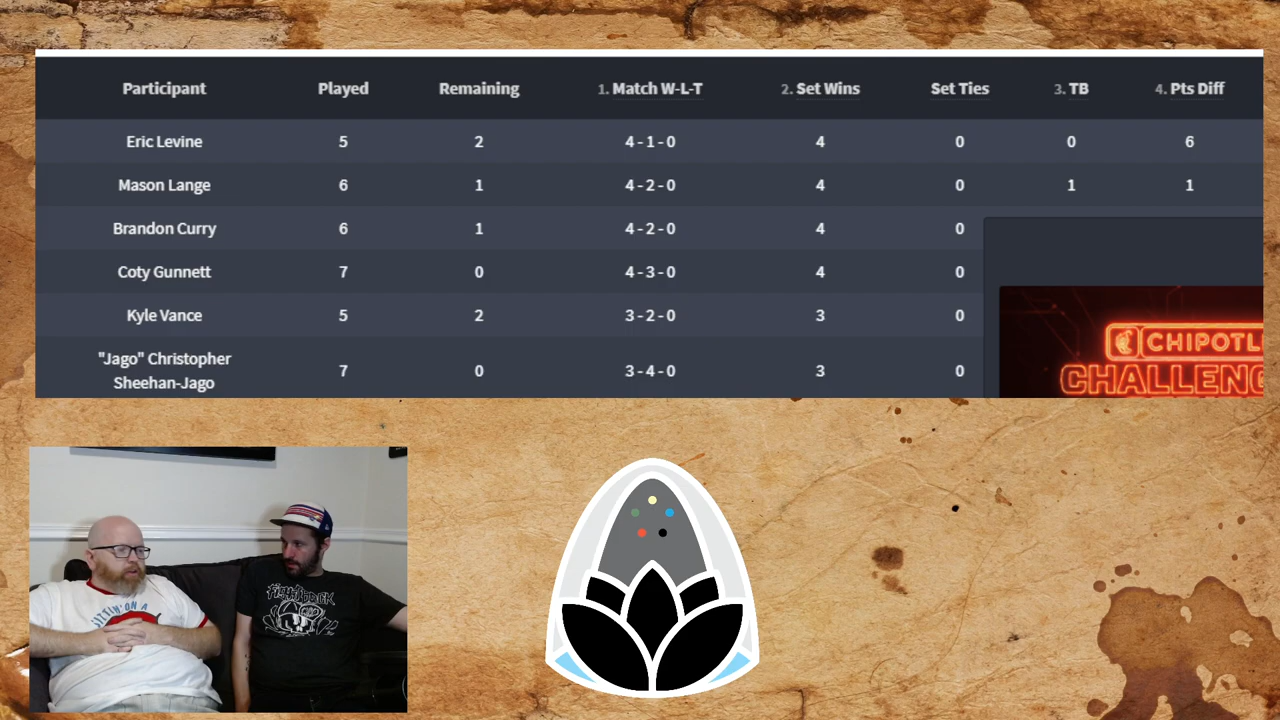 Participant Played Remaining 1. Match W-L-T 2. Set Wins Set Ties 3. TB 4. Pts Diff
Eric Levine 5 2 4 - 1 - 0 4 0 0 6
Mason Lange 6 1 4 - 2 - 0 4 0 1 1
Brandon Curry 6 1 4 - 2 - 0 4 0
Coty Gunnett 7 0 4 - 3 - 0 4 0
Kyle Vance 5 2 3 - 2 - 0 3 0
"Jago" Christopher
Sheehan-Jago 7 0 3 - 4 - 0 3 0
CHIPOTL
CHALLENG